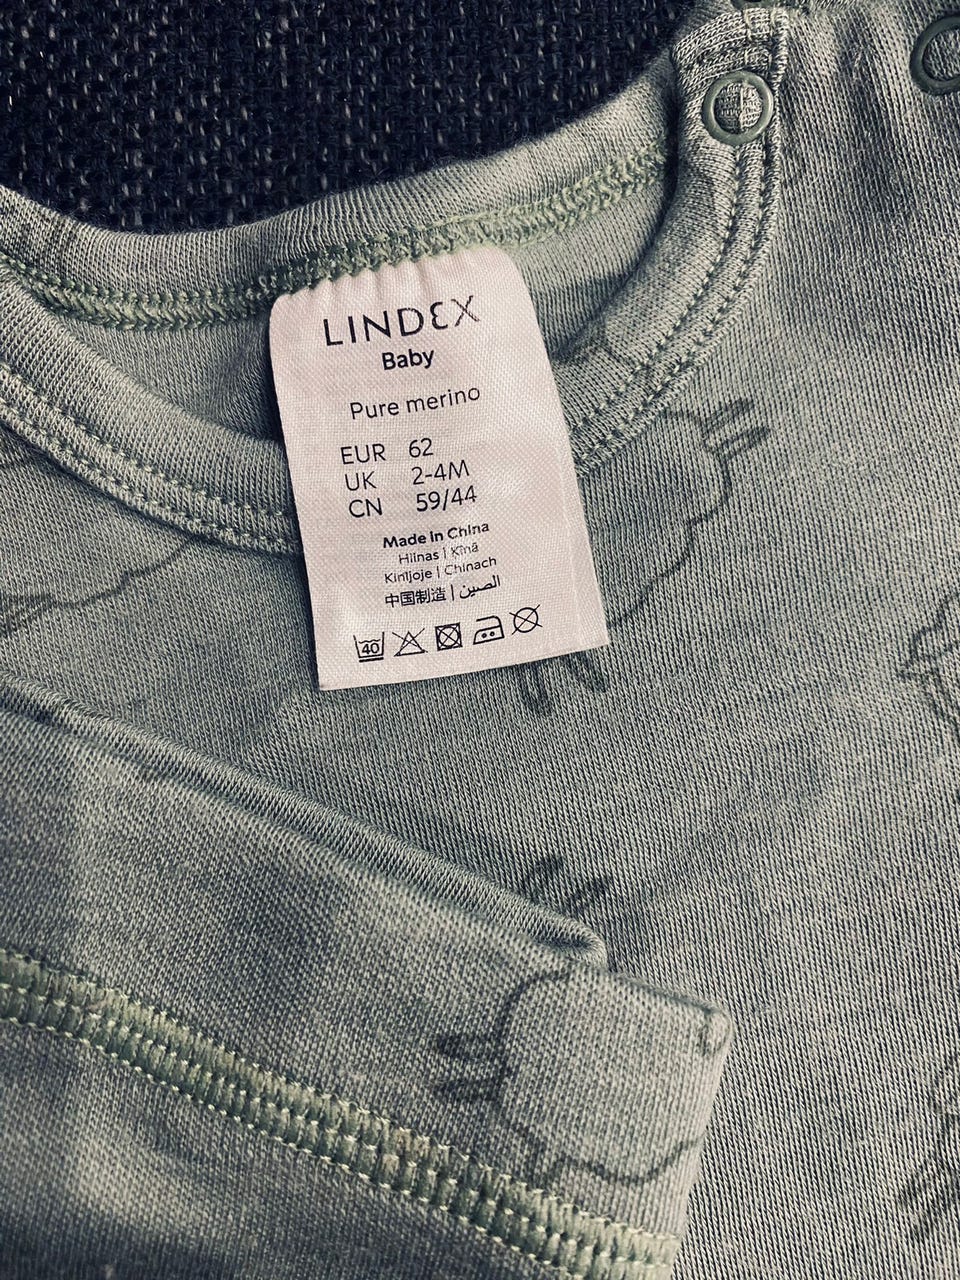 LINDEX
Baby
Pure merino
EUR 62
UK 2-4M
CN 59/44
Made in China
Hiinas | Ķīnā
Kinijoje | Chinach
中国制造 | الصين
40